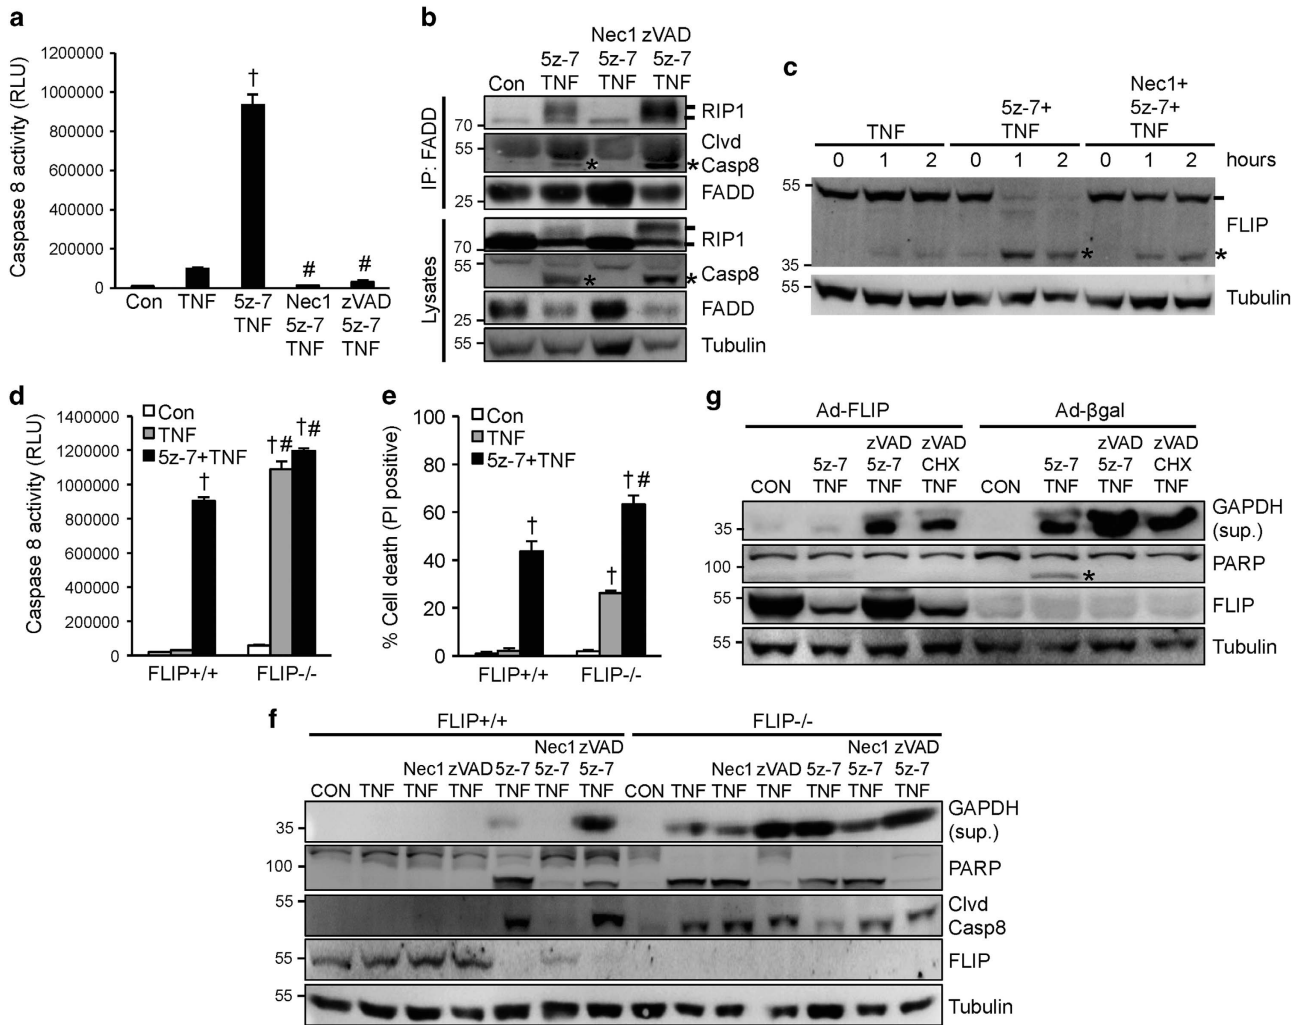 a
Caspase 8 activity (RLU)
1200000
1000000
800000
600000
400000
200000
0
†
#
#
Con
TNF
5z-7
TNF
Nec1
5z-7
TNF
zVAD
5z-7
TNF
b
Nec1 zVAD
5z-7 5z-7 5z-7
Con TNF TNF TNF
IP: FADD
70
RIP1
55
Clvd
Casp8
*
*
25
FADD
Lysates
70
RIP1
55
Casp8
*
*
25
FADD
55
Tubulin
c
Nec1+
5z-7+ 5z-7+
TNF TNF TNF
0 1 2 0 1 2 0 1 2 hours
55
FLIP
*
*
35
55
Tubulin
d
Caspase 8 activity (RLU)
1400000
1200000
1000000
800000
600000
400000
200000
0
Con
TNF
5z-7+TNF
†
†#
†#
FLIP+/+ FLIP-/-
e
% Cell death (PI positive)
100
80
60
40
20
0
Con
TNF
5z-7+TNF
†
†
†#
FLIP+/+ FLIP-/-
g
Ad-FLIP Ad-βgal
zVAD zVAD zVAD zVAD
5z-7 5z-7 CHX 5z-7 5z-7 CHX
CON TNF TNF TNF CON TNF TNF TNF
35
GAPDH
(sup.)
100
PARP
*
55
FLIP
55
Tubulin
f
FLIP+/+ FLIP-/-
Nec1 zVAD Nec1 zVAD
Nec1 zVAD 5z-7 5z-7 5z-7 Nec1 zVAD 5z-7 5z-7 5z-7
CON TNF TNF TNF TNF TNF TNF CON TNF TNF TNF TNF TNF TNF
35
GAPDH
(sup.)
100
PARP
55
Clvd
Casp8
55
FLIP
55
Tubulin